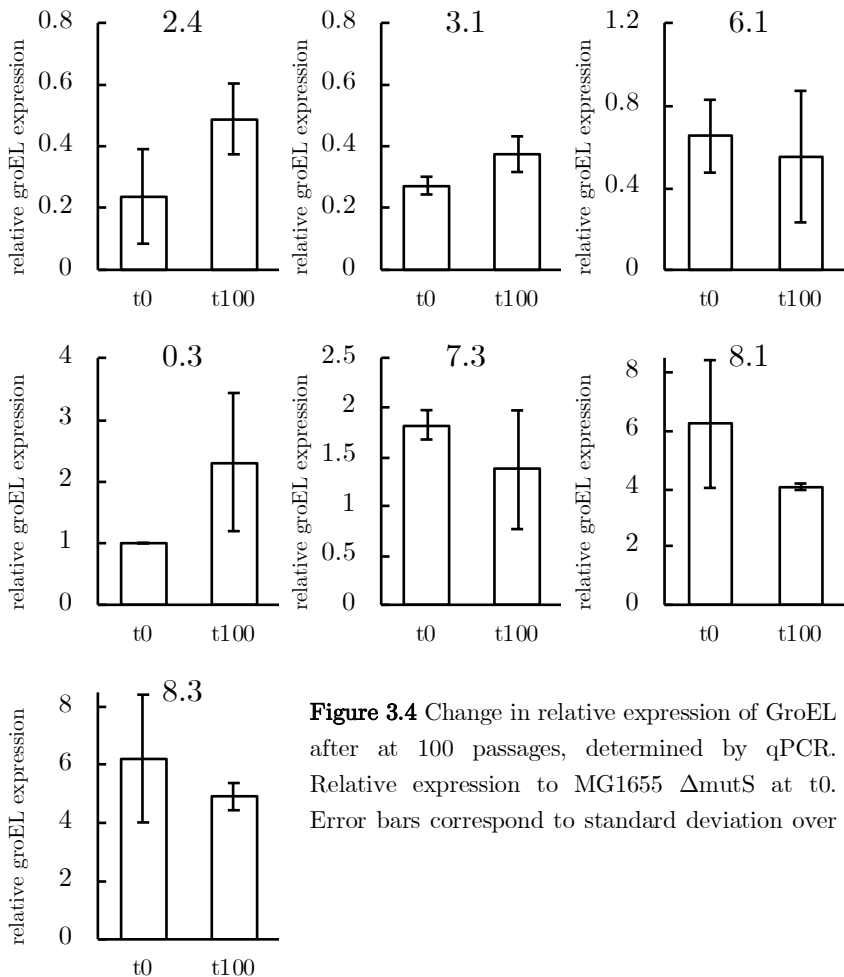 2.4
relative groEL expression
0.8
0.6
0.4
0.2
0
t0 t100
3.1
relative groEL expression
0.8
0.6
0.4
0.2
0
t0 t100
6.1
relative groEL expression
1.2
0.8
0.4
0
t0 t100
0.3
relative groEL expression
4
3
2
1
0
t0 t100
7.3
relative groEL expression
2.5
2
1.5
1
0.5
0
t0 t100
8.1
relative groEL expression
8
6
4
2
0
t0 t100
8.3
relative groEL expression
8
6
4
2
0
t0 t100
Figure 3.4 Change in relative expression of GroEL
after at 100 passages, determined by qPCR.
Relative expression to MG1655 ΔmutS at t0.
Error bars correspond to standard deviation over